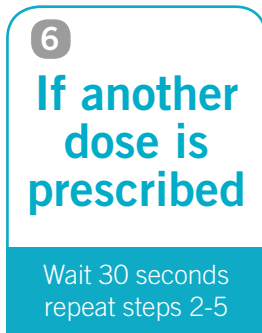 6
If another
dose is
prescribed
Wait 30 seconds
repeat steps 2-5